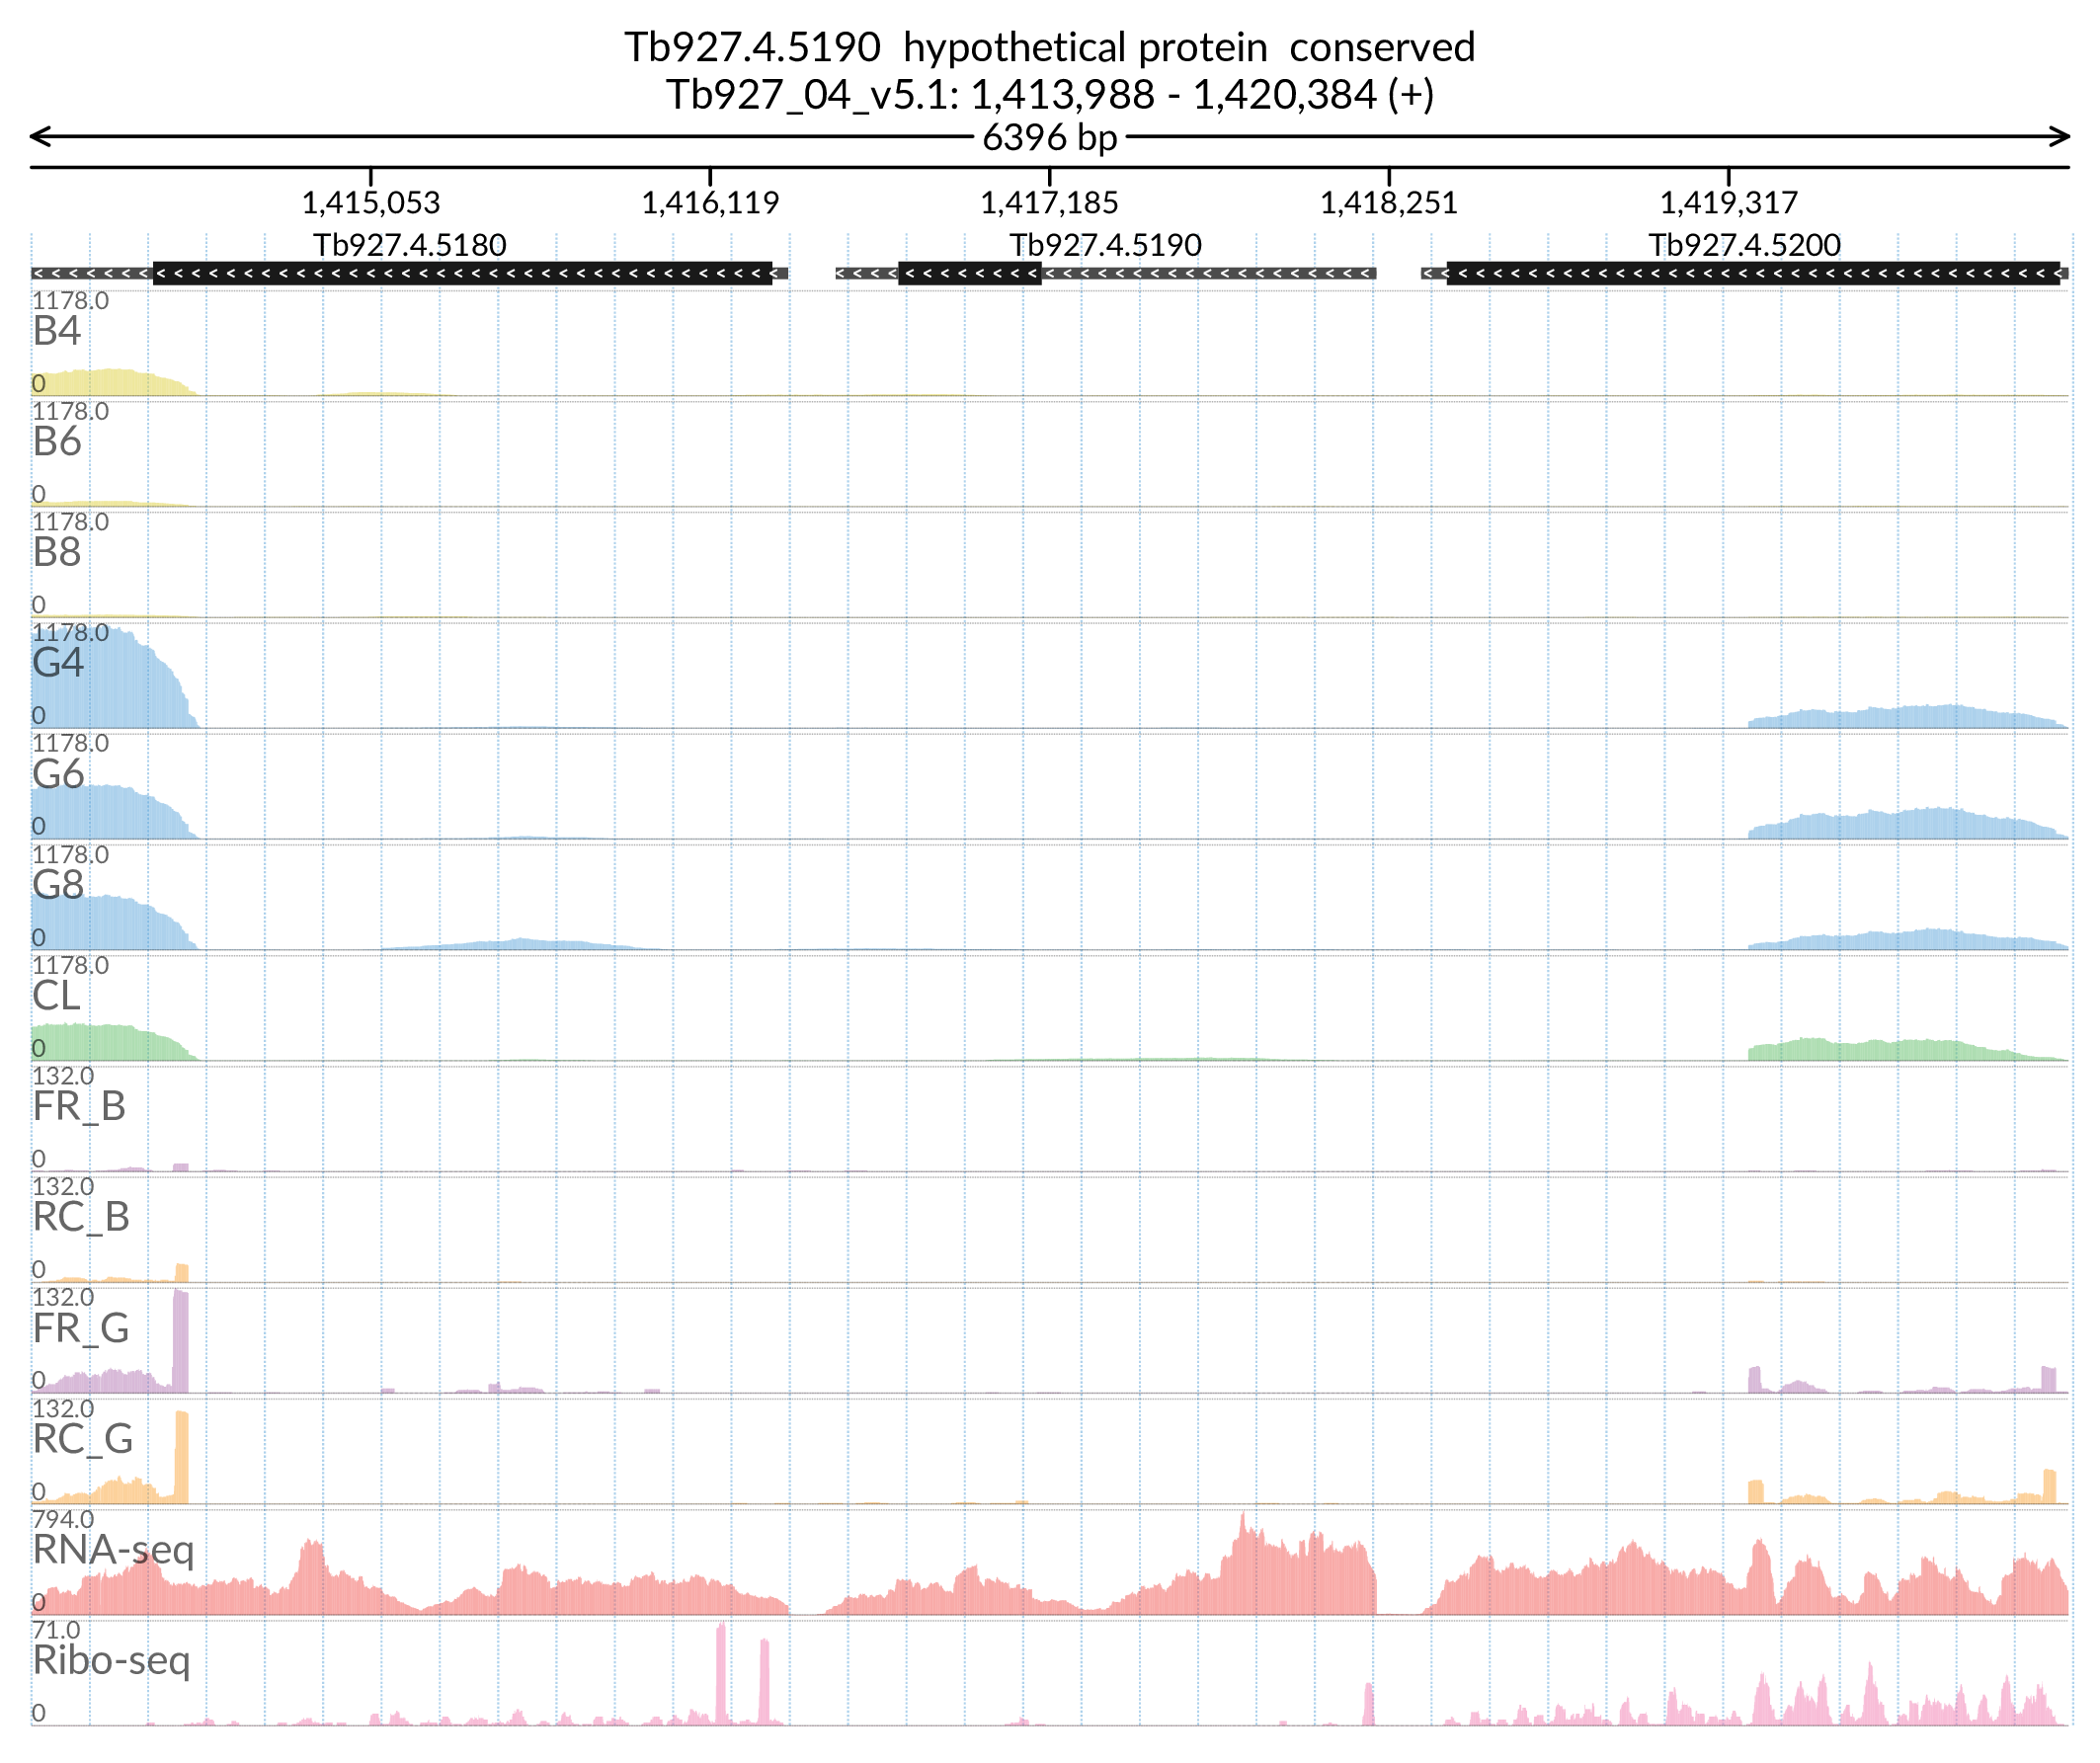 Tb927.4.5190 hypothetical protein conserved
Tb927_04_v5.1: 1,413,988 - 1,420,384 (+)
6396 bp
1,415,053 1,416,119 1,417,185 1,418,251 1,419,317
Tb927.4.5180 Tb927.4.5190 Tb927.4.5200
1178.0
B4
0
1178.0
B6
0
1178.0
B8
0
1178.0
G4
0
1178.0
G6
0
1178.0
G8
0
1178.0
CL
0
132.0
FR_B
0
132.0
RC_B
0
132.0
FR_G
0
132.0
RC_G
0
794.0
RNA-seq
0
71.0
Ribo-seq
0